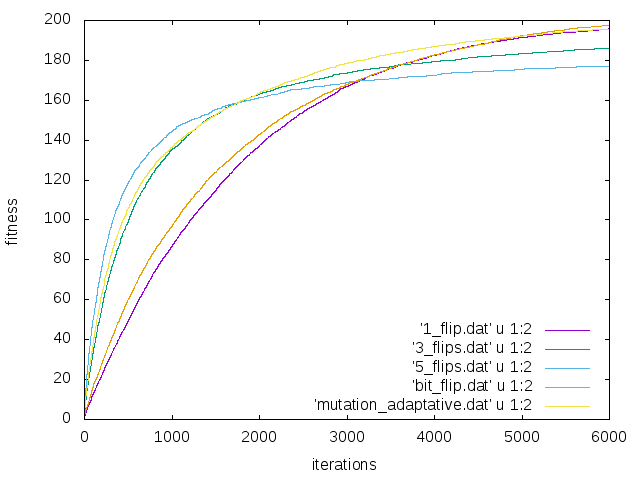 200
180
160
140
120
100
80
60
40
20
0
fitness
'1_flip.dat' u 1:2
'3_flips.dat' u 1:2
'5_flips.dat' u 1:2
'bit_flip.dat' u 1:2
'mutation_adaptative.dat' u 1:2
0 1000 2000 3000 4000 5000 6000
iterations